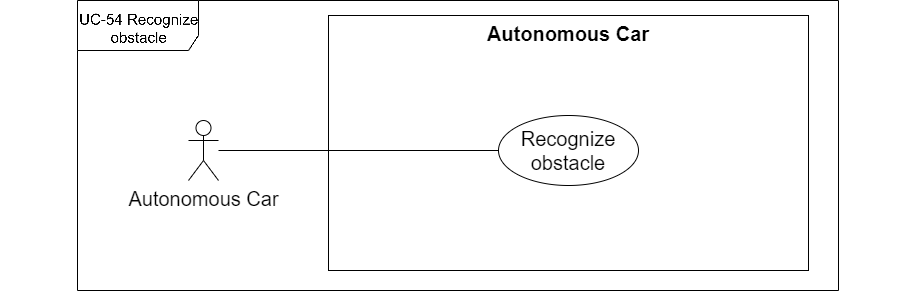 UC-54 Recognize
obstacle
Autonomous Car
Recognize
obstacle
Autonomous Car